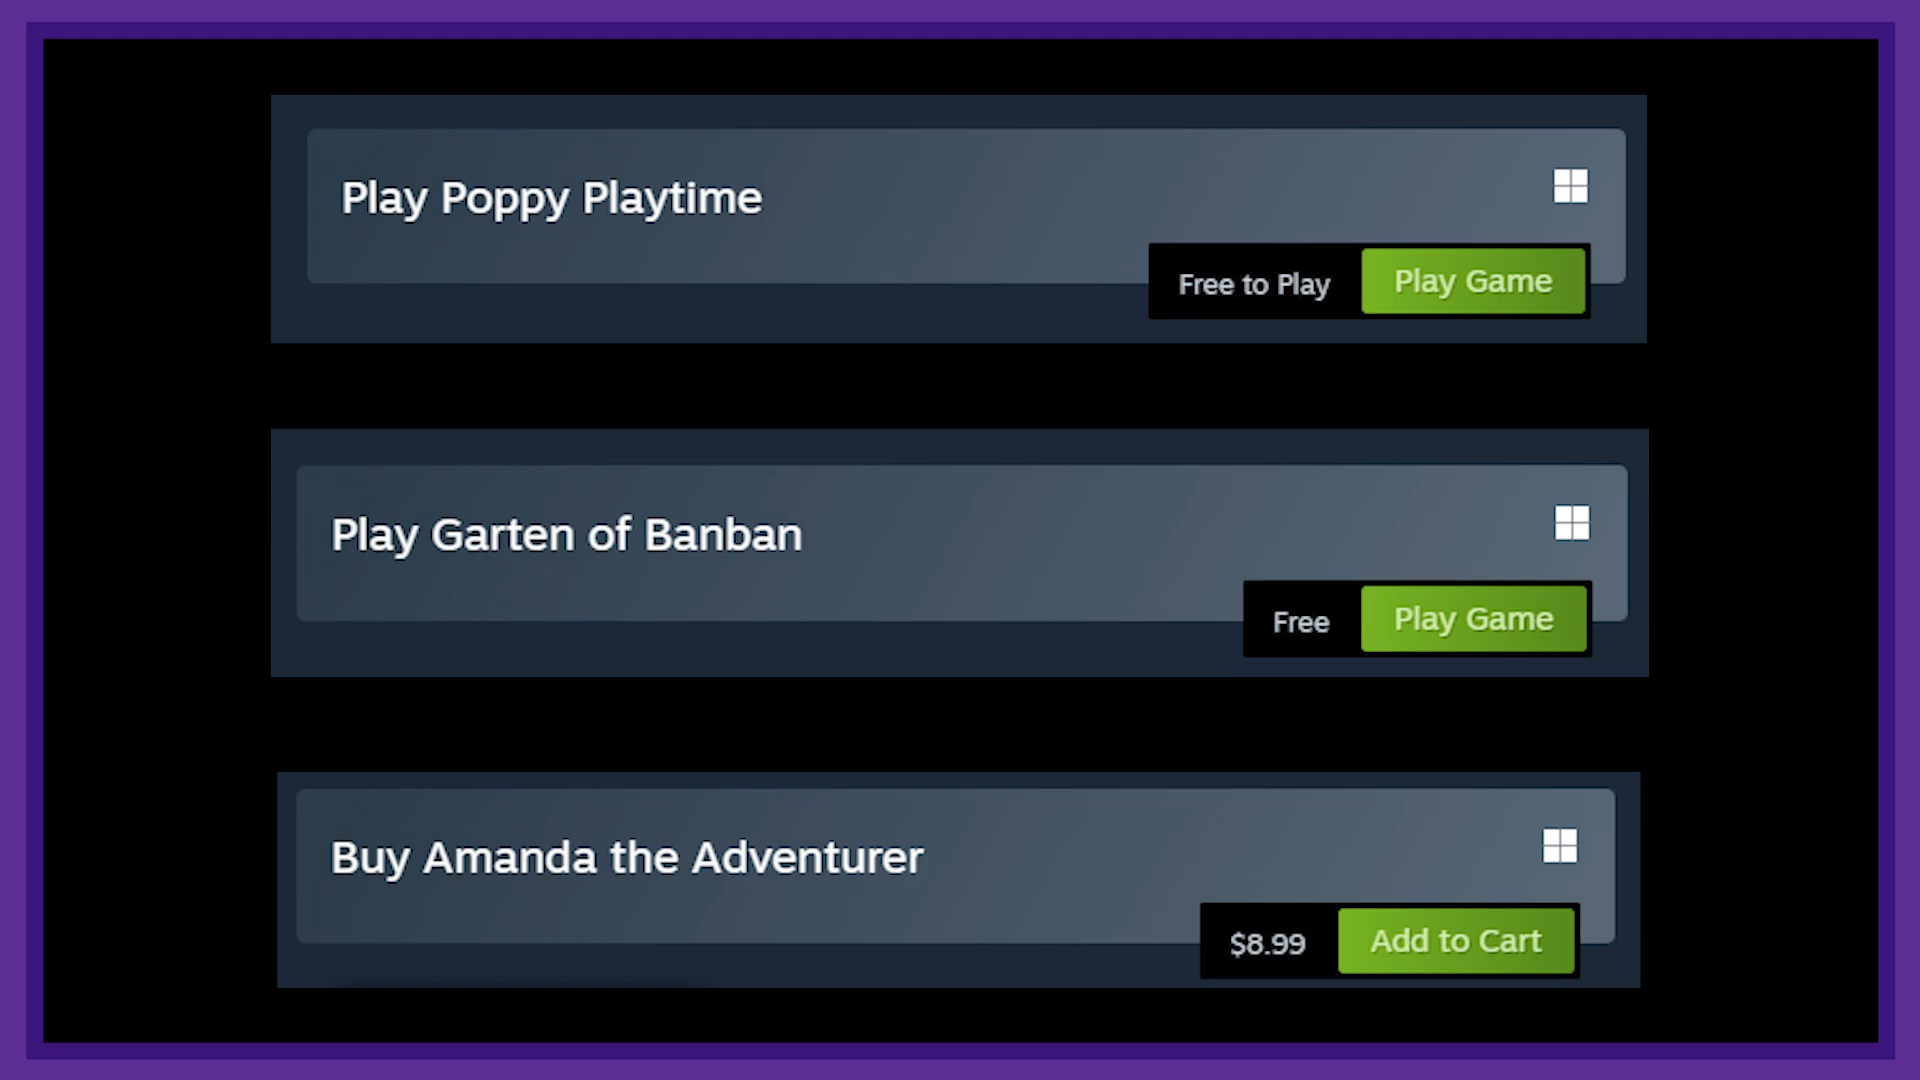 Play Poppy Playtime
Free to Play Play Game
Play Garten of Banban
Free Play Game
Buy Amanda the Adventurer
$8.99 Add to Cart